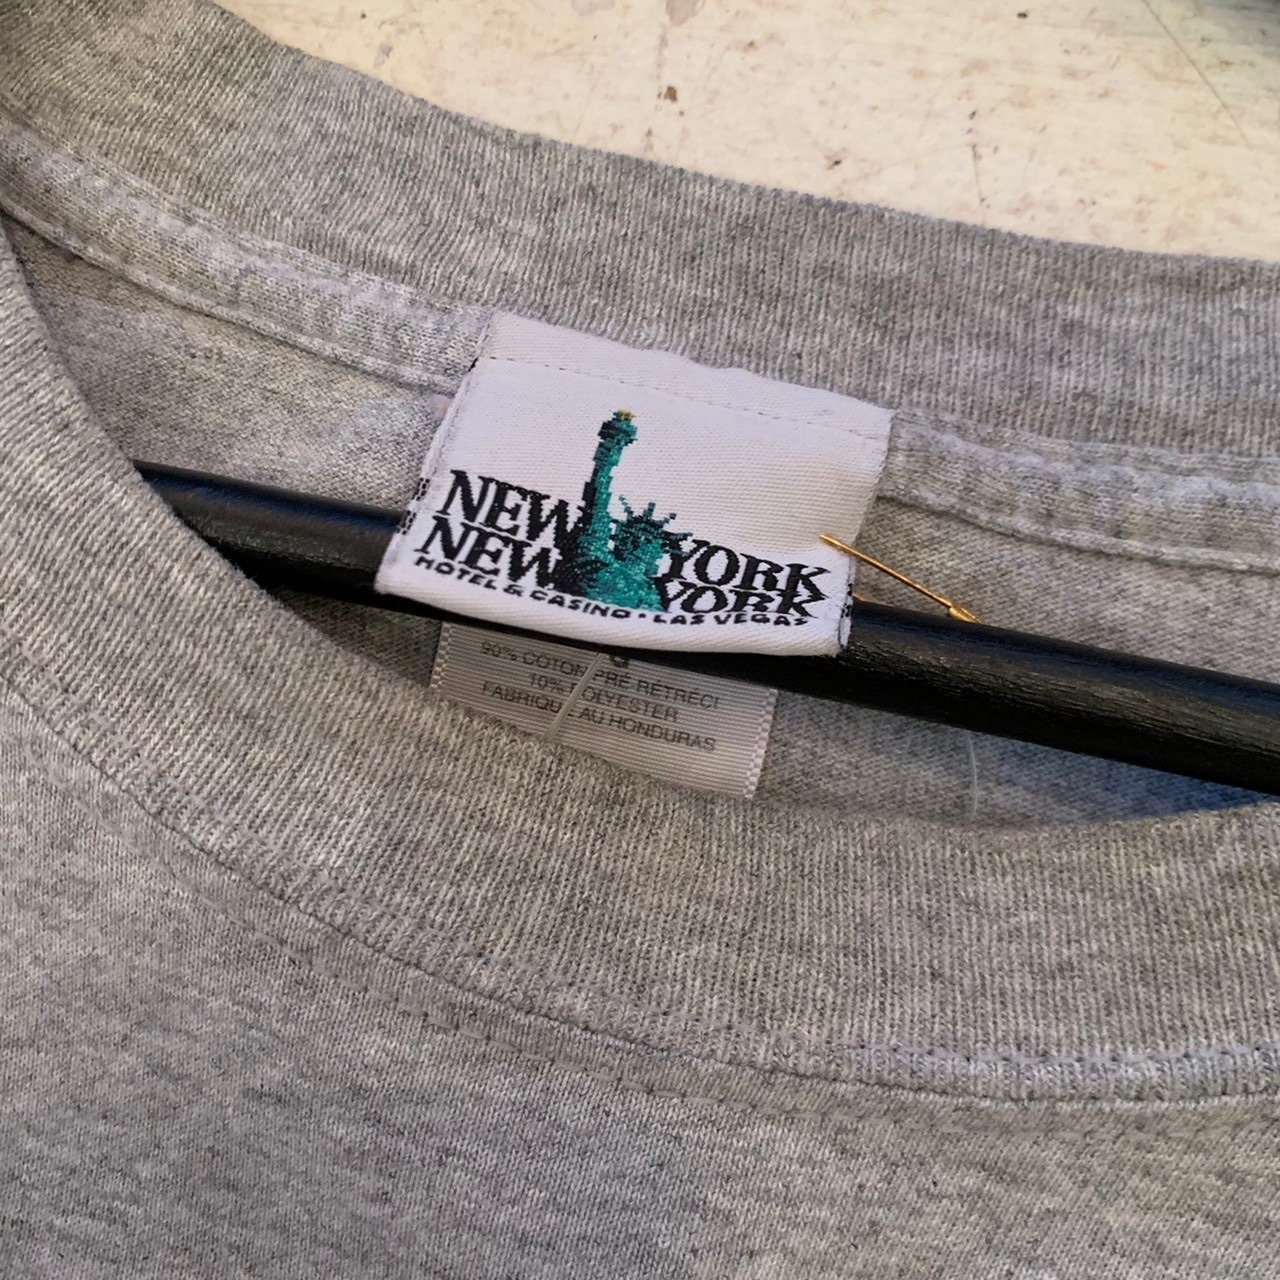 NEW YORK
NEW YORK
HOTEL & CASINO • LAS VEGAS
90% COTON PRÉ RÉTRÉCI
10% POLYESTER
FABRIQUÉ AU HONDURAS